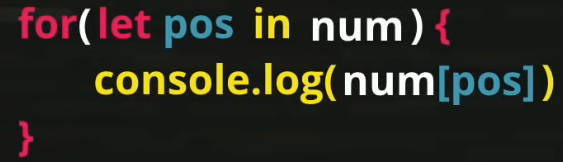 for(let pos in num) {
console.log(num[pos])
}